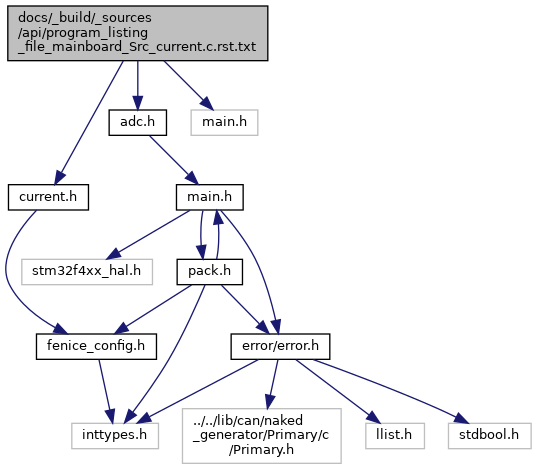 docs/_build/_sources
/api/program_listing
_file_mainboard_Src_current.c.rst.txt
adc.h
main.h
current.h
main.h
stm32f4xx_hal.h
pack.h
fenice_config.h
error/error.h
inttypes.h
../../lib/can/naked
_generator/Primary/c
/Primary.h
llist.h
stdbool.h